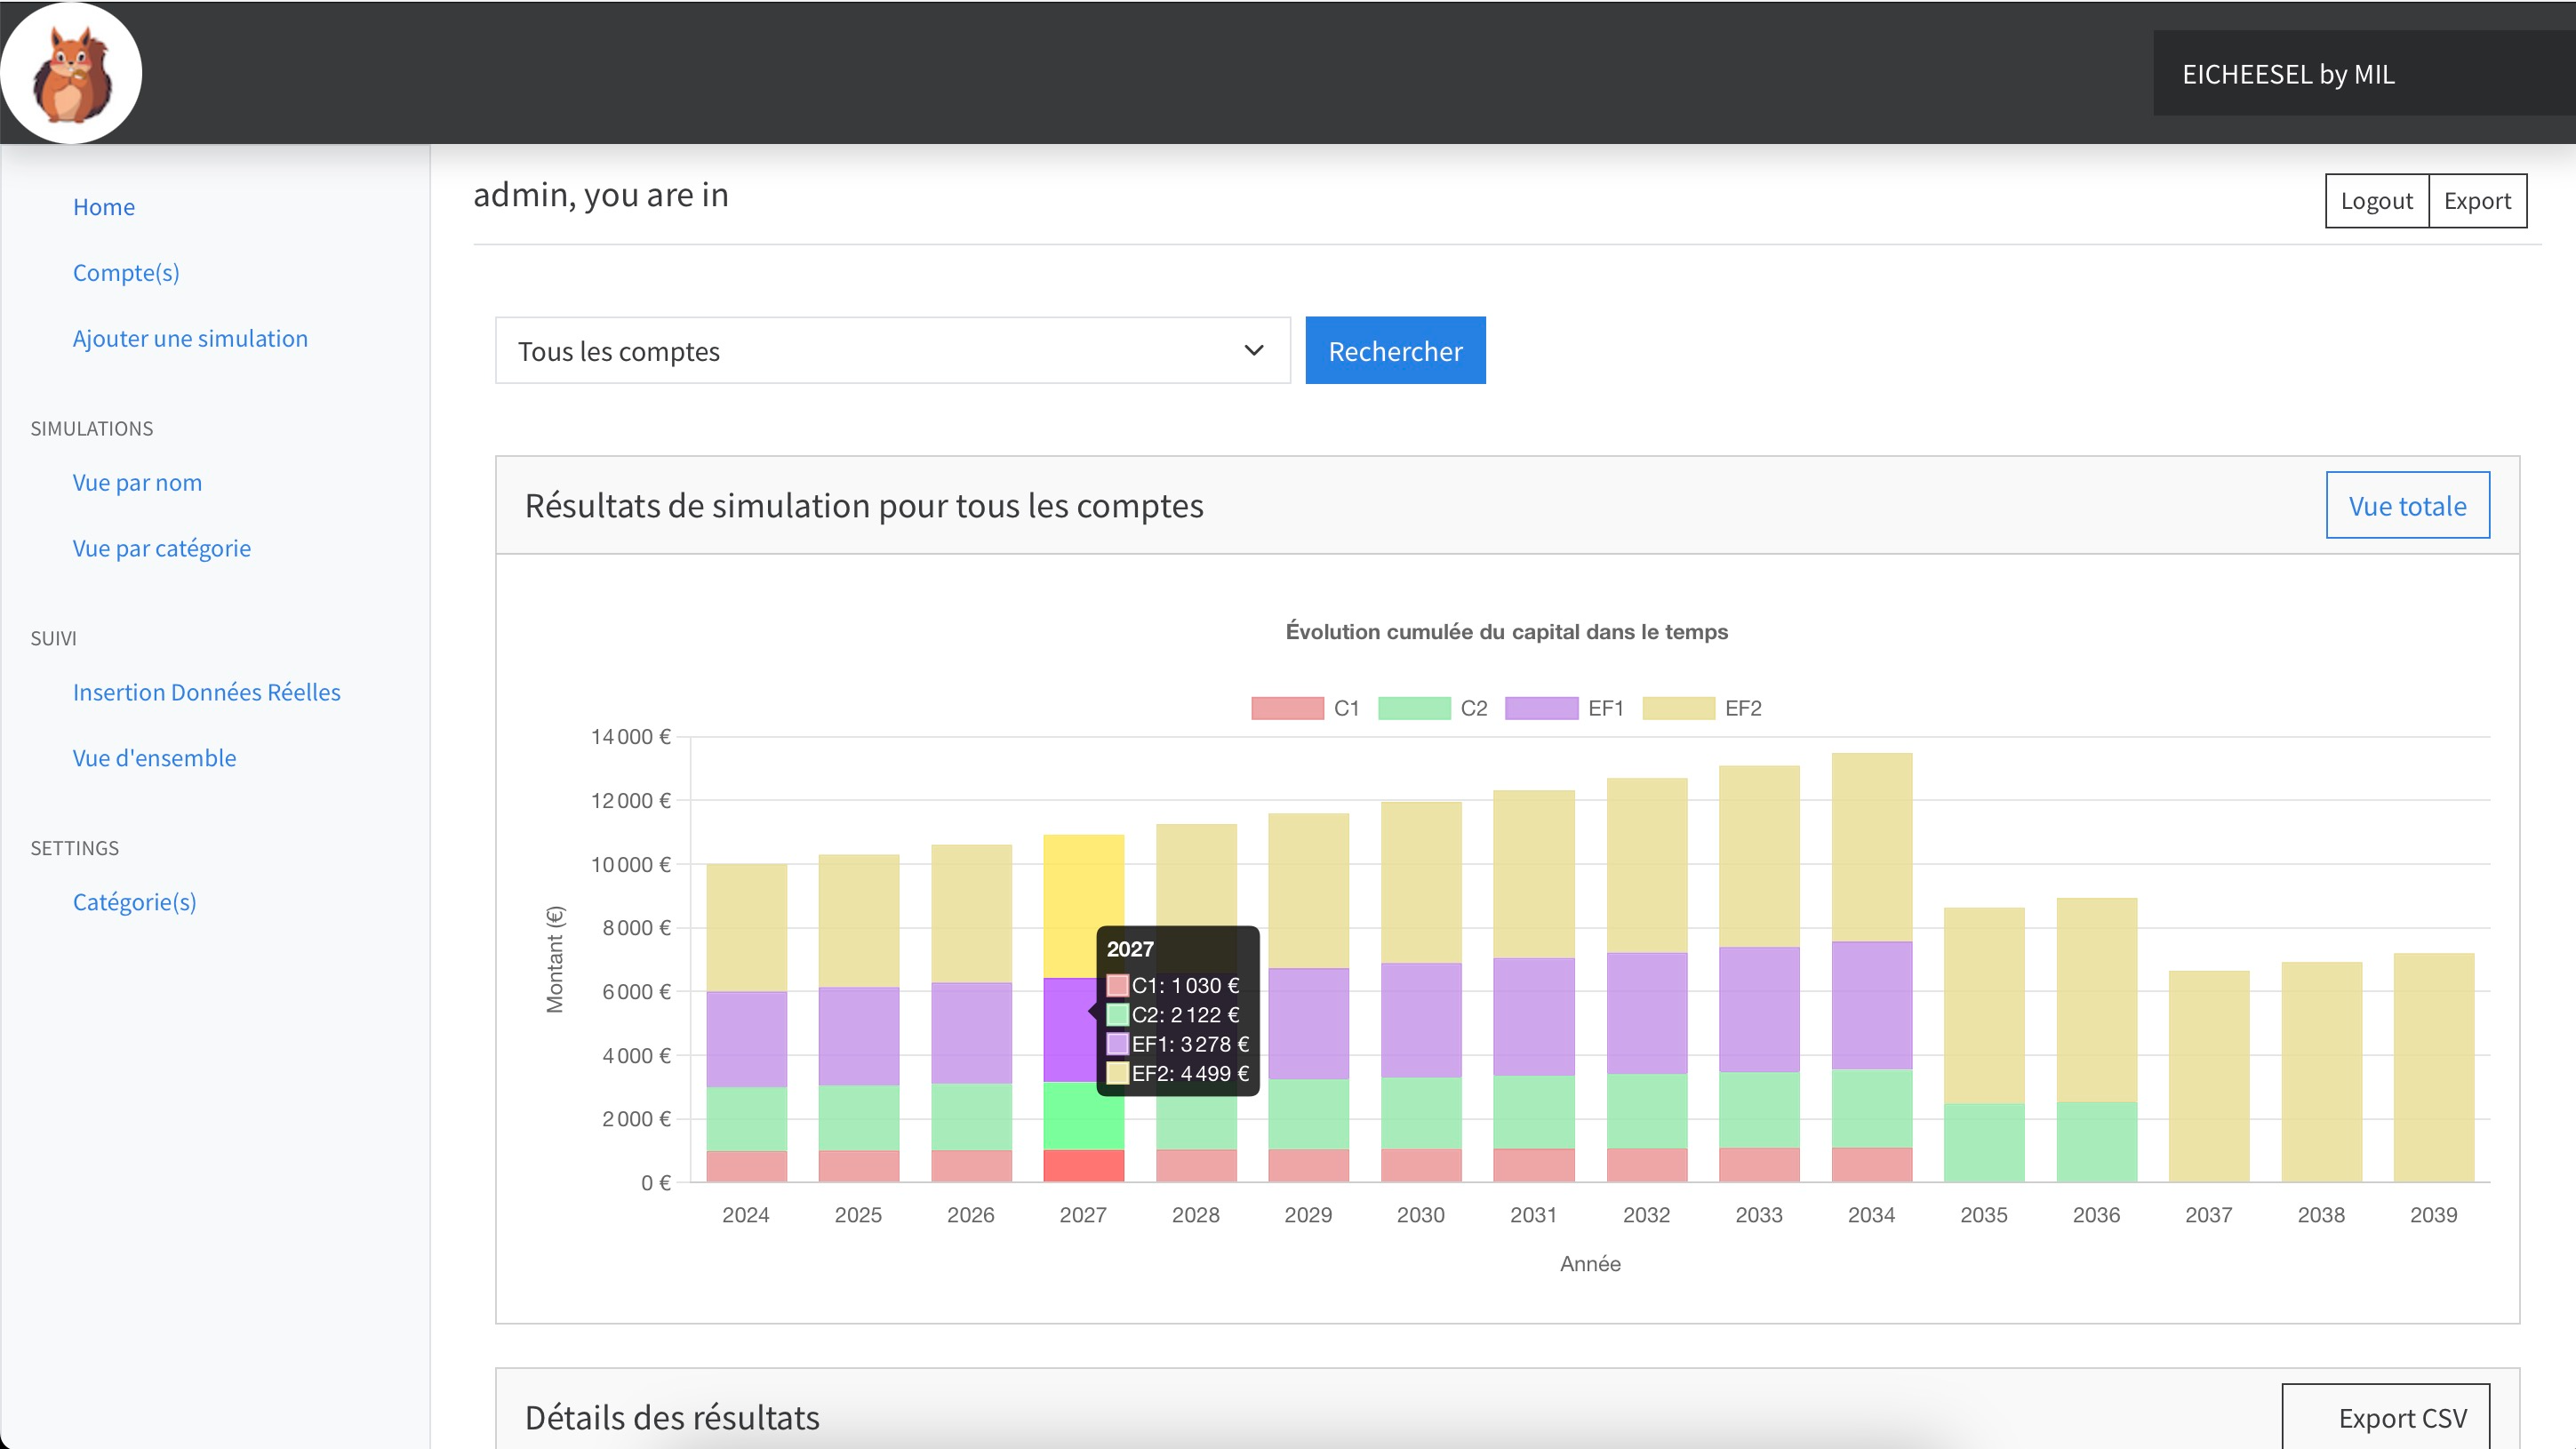 EICHEESEL by MIL
admin, you are in
Logout
Export
Home
Compte(s)
Ajouter une simulation
SIMULATIONS
Vue par nom
Vue par catégorie
SUIVI
Insertion Données Réelles
Vue d'ensemble
SETTINGS
Catégorie(s)
Tous les comptes
Rechercher
Résultats de simulation pour tous les comptes
Vue totale
Évolution cumulée du capital dans le temps
C1 C2 EF1 EF2
Montant (€)
14 000 €
12 000 €
10 000 €
8 000 €
6 000 €
4 000 €
2 000 €
0 €
2027
C1: 1 030 €
C2: 2 122 €
EF1: 3 278 €
EF2: 4 499 €
2024 2025 2026 2027 2028 2029 2030 2031 2032 2033 2034 2035 2036 2037 2038 2039
Année
Détails des résultats
Export CSV